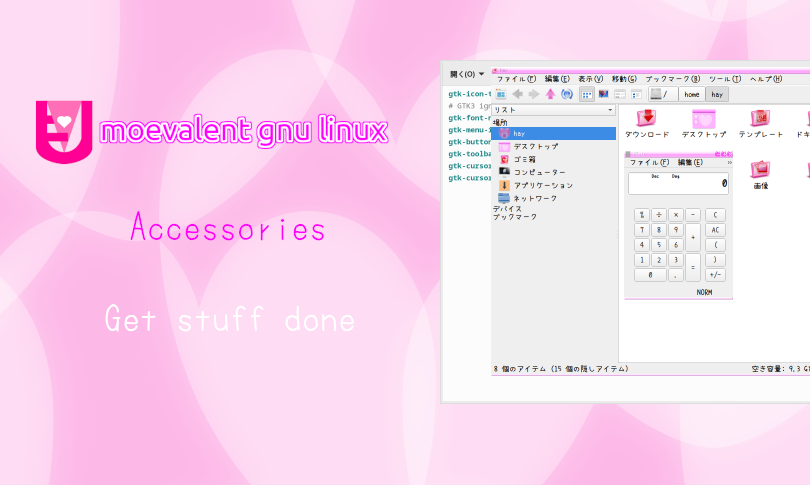 moevalent gnu linux
Accessories
Get stuff done
開く(O)
gtk-icon-t
# GTK3 ign
gtk-font-n
gtk-menu-i
gtk-button
gtk-toolba
gtk-cursor
gtk-cursor
hay
ファイル(F) 編集(E) 表示(V) 移動(G) ブックマーク(B) ツール(T) ヘルプ(H)
/ home hay
リスト
場所
hay
デスクトップ
ゴミ箱
コンピューター
アプリケーション
ネットワーク
デバイス
ブックマーク
ダウンロード デスクトップ テンプレート ドキ
画像
ファイル(F) 編集(E) »
Dec Deg
0
% ÷ × − C
7 8 9 + AC
4 5 6 (
1 2 3 = )
0 . +/-
NORM
8 個のアイテム (15 個の隠しアイテム)
空き容量: 9.3 G